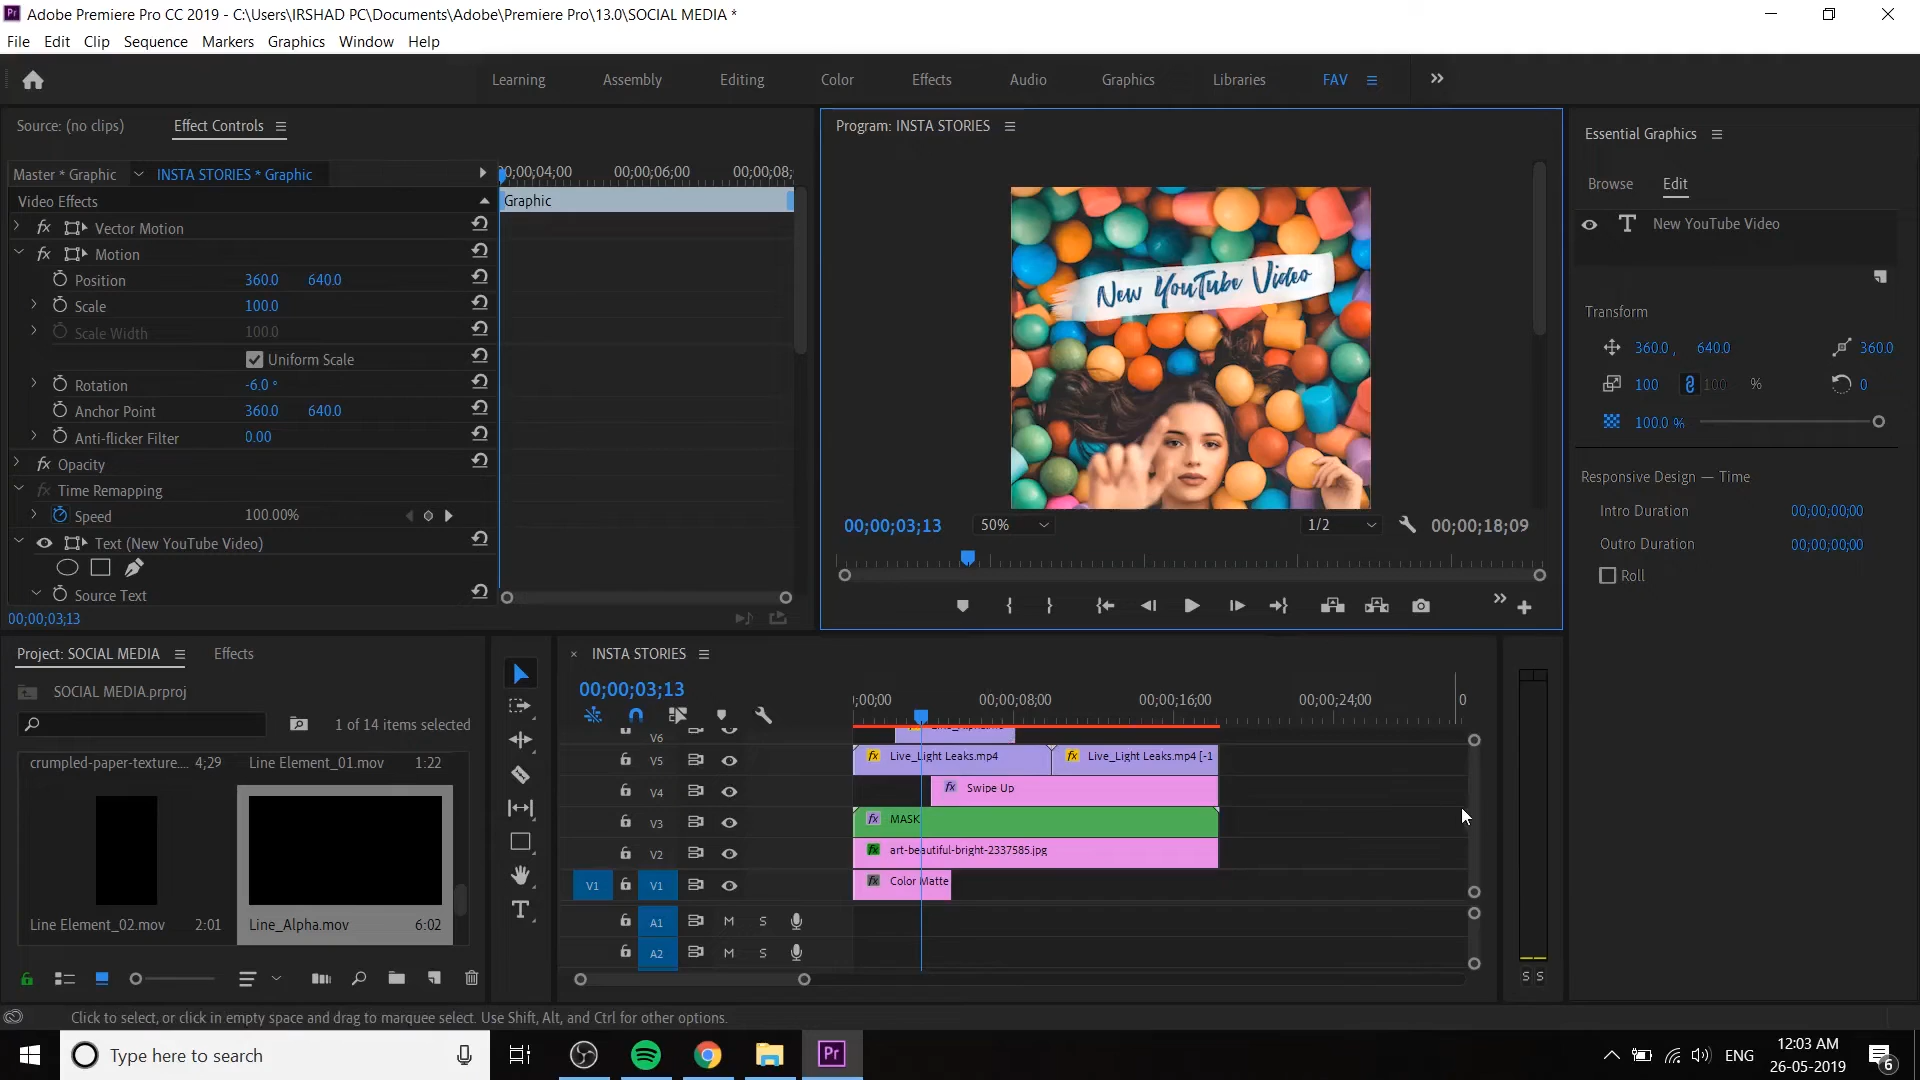 Adobe Premiere Pro CC 2019 - C:\Users\IRSHAD PC\Documents\Adobe\Premiere Pro\13.0\SOCIAL MEDIA *
File Edit Clip Sequence Markers Graphics Window Help
Learning Assembly Editing Color Effects Audio Graphics Libraries FAV
Source: (no clips) Effect Controls
Master * Graphic INSTA STORIES * Graphic
00;00;04;00 00;00;06;00 00;00;08;
Video Effects
Graphic
fx Vector Motion
fx Motion
Position 360.0 640.0
Scale 100.0
Scale Width 100.0
Uniform Scale
Rotation -6.0 °
Anchor Point 360.0 640.0
Anti-flicker Filter 0.00
fx Opacity
fx Time Remapping
Speed 100.00%
Text (New YouTube Video)
Source Text
00;00;03;13
Program: INSTA STORIES
New YouTube Video
00;00;03;13 50% 1/2 00;00;18;09
Essential Graphics
Browse Edit
T New YouTube Video
Transform
360.0 , 640.0 360.0
100 100 % 0
100.0 %
Responsive Design — Time
Intro Duration 00;00;00;00
Outro Duration 00;00;00;00
Roll
Project: SOCIAL MEDIA Effects
SOCIAL MEDIA.prproj
1 of 14 items selected
crumpled-paper-texture.... 4;29 Line Element_01.mov 1:22
Line Element_02.mov 2:01 Line_Alpha.mov 6:02
INSTA STORIES
00;00;03;13
;00;00 00;00;08;00 00;00;16;00 00;00;24;00 0
V6
V5 fx Live_Light Leaks.mp4 fx Live_Light Leaks.mp4 [-1
V4 fx Swipe Up
V3 fx MASK
V2 fx art-beautiful-bright-2337585.jpg
V1 V1 fx Color Matte
A1 M S
A2 M S
S S
Click to select, or click in empty space and drag to marquee select. Use Shift, Alt, and Ctrl for other options.
Type here to search
Pr
ENG
12:03 AM
26-05-2019
6